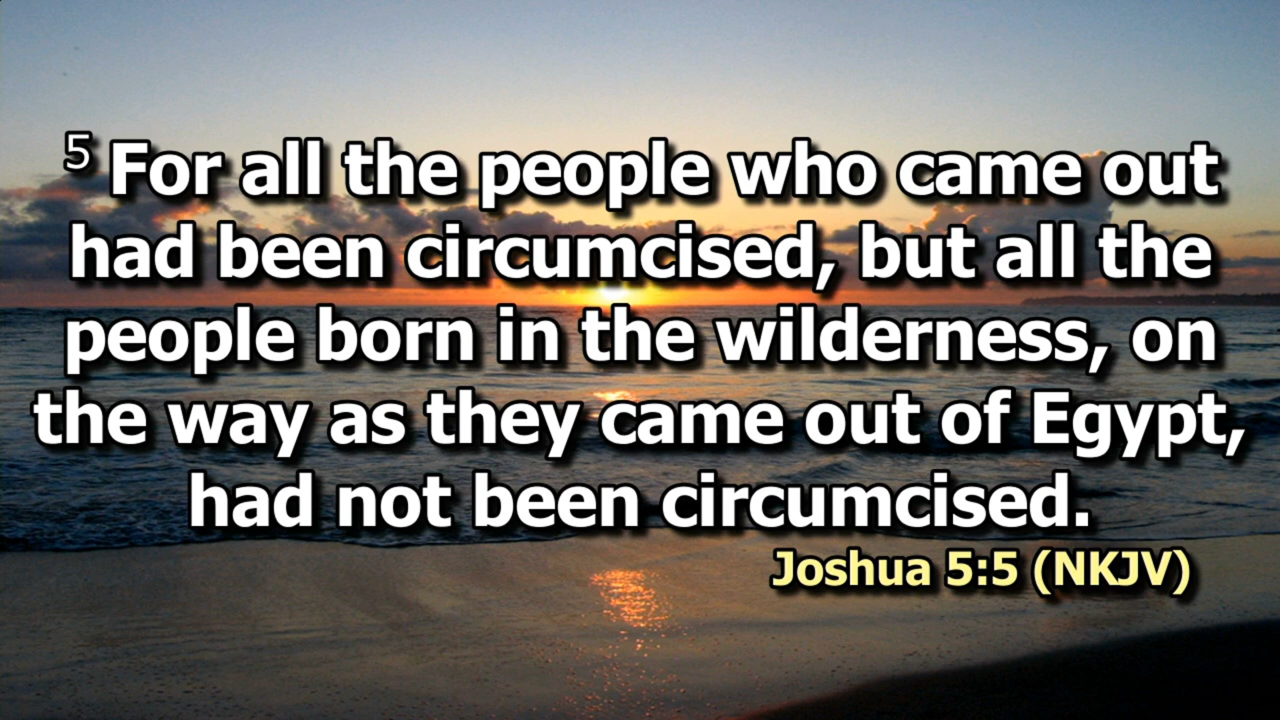 5 For all the people who came out
had been circumcised, but all the
people born in the wilderness, on
the way as they came out of Egypt,
had not been circumcised.
Joshua 5:5 (NKJV)